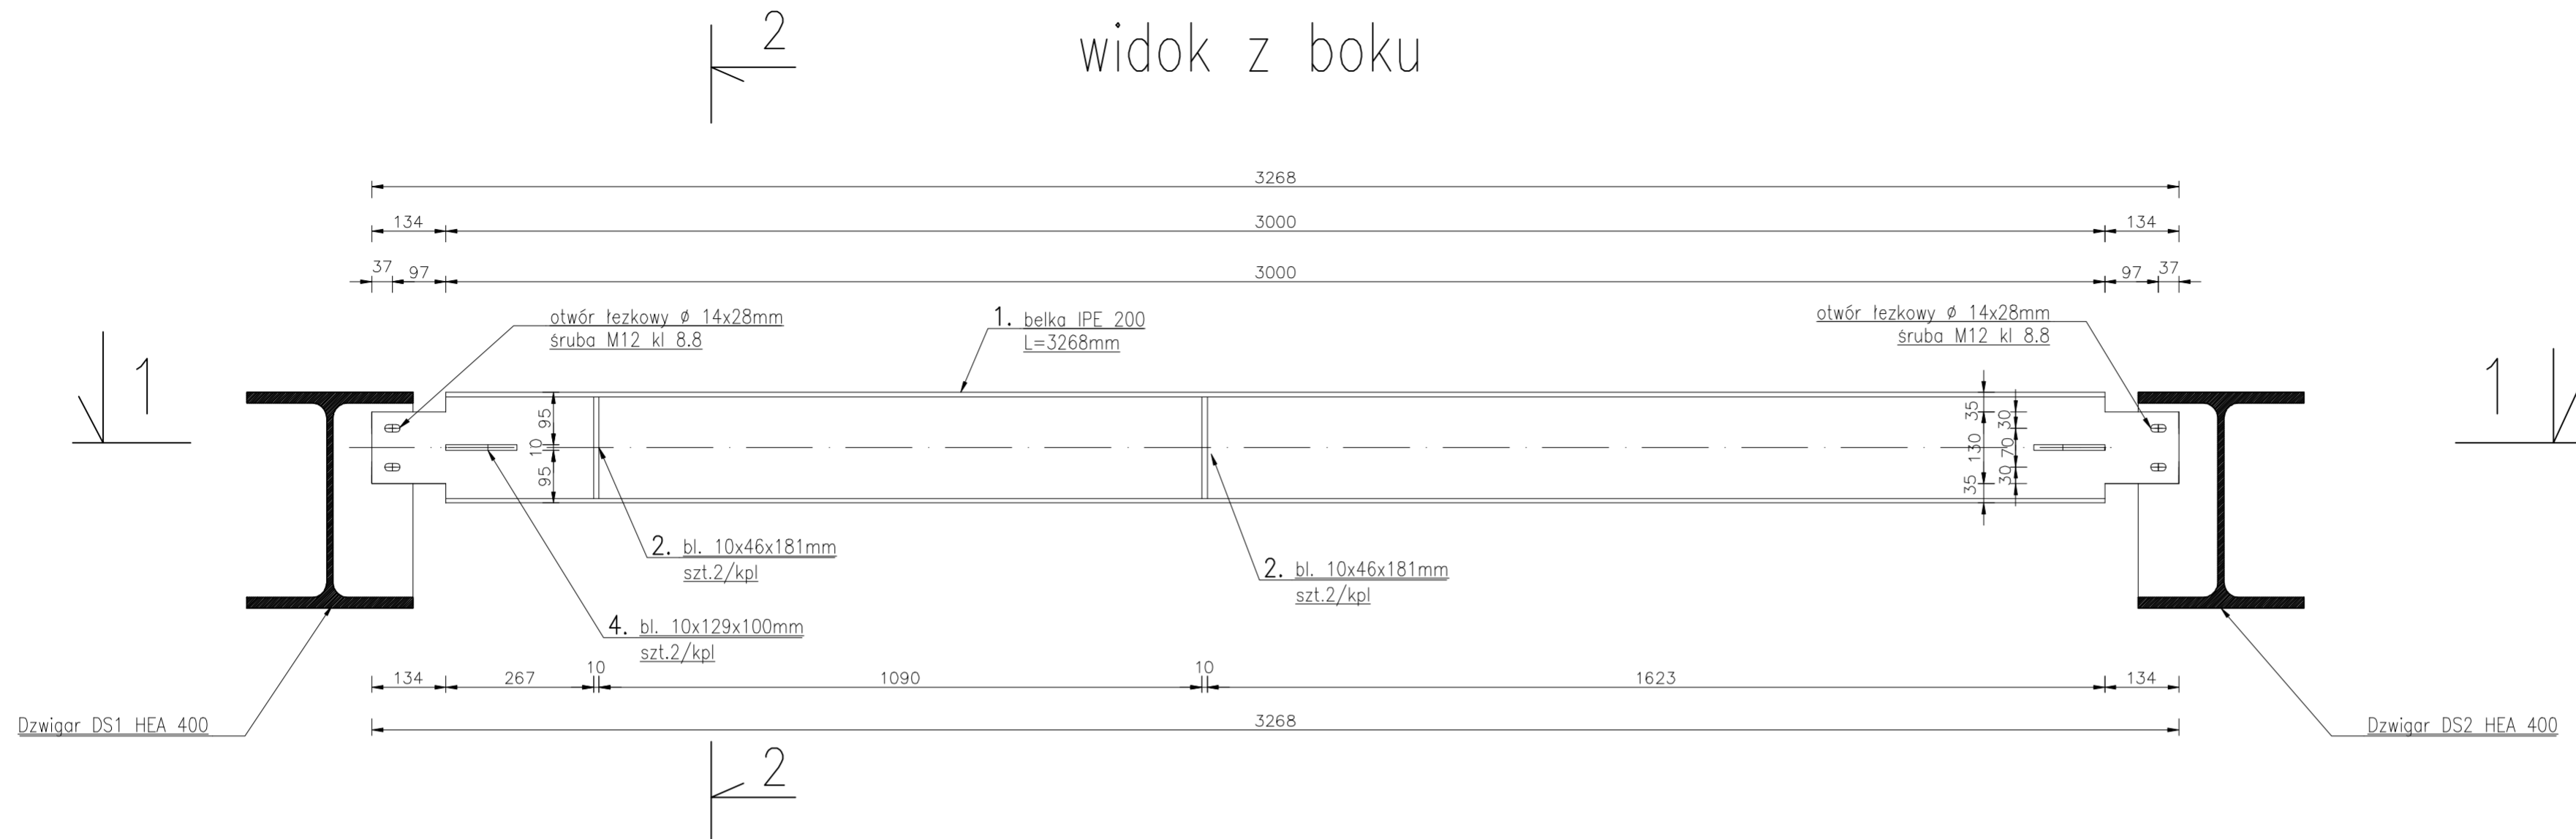 2
widok z boku
3268
134
3000
134
37
97
3000
97
37
otwór łezkowy ø 14x28mm
śruba M12 kl 8.8
1. belka IPE 200
L=3268mm
otwór łezkowy ø 14x28mm
śruba M12 kl 8.8
1
1
95
10
95
35
130
35
30
70
30
2. bl. 10x46x181mm
szt.2/kpl
2. bl. 10x46x181mm
szt.2/kpl
4. bl. 10x129x100mm
szt.2/kpl
134
267
10
1090
10
1623
134
3268
Dzwigar DS1 HEA 400
Dzwigar DS2 HEA 400
2